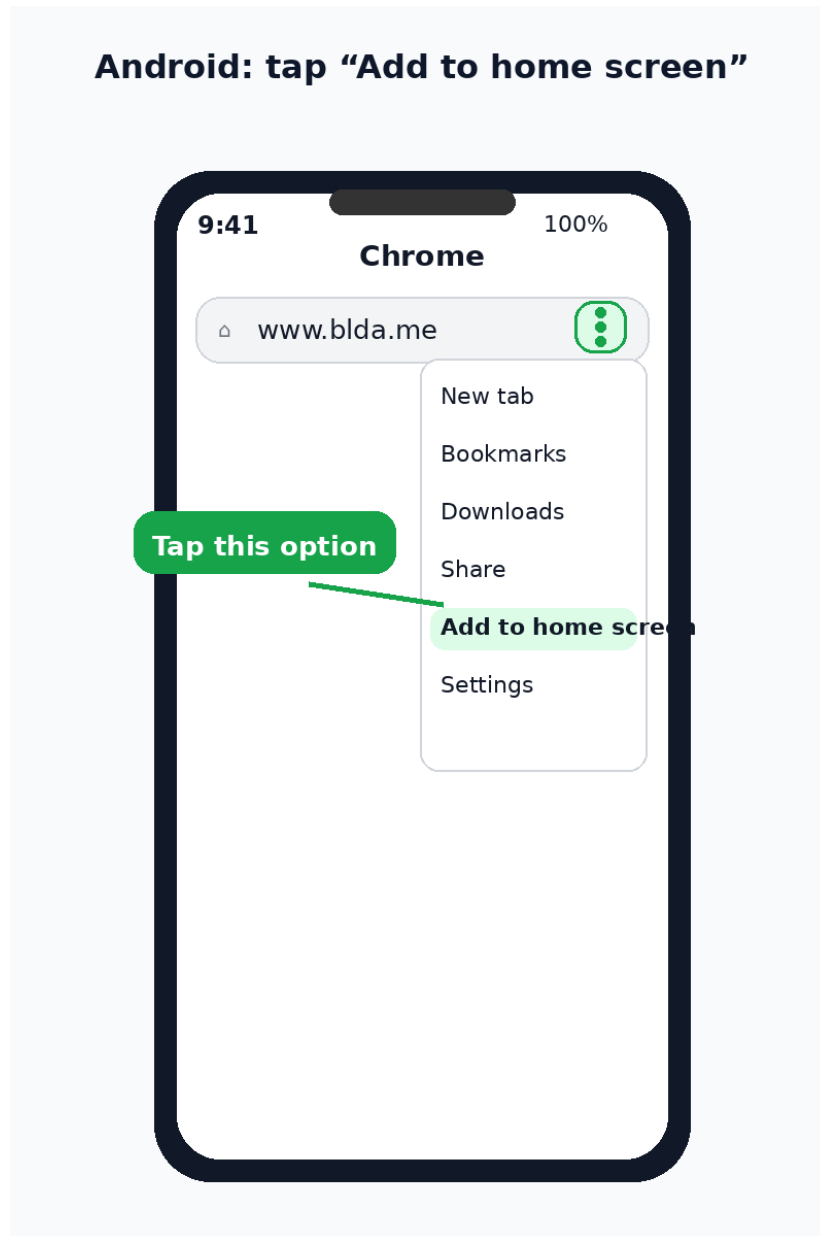 Android: tap “Add to home screen”
9:41
100%
Chrome
www.blda.me
New tab
Bookmarks
Downloads
Tap this option
Share
Add to home screen
Settings